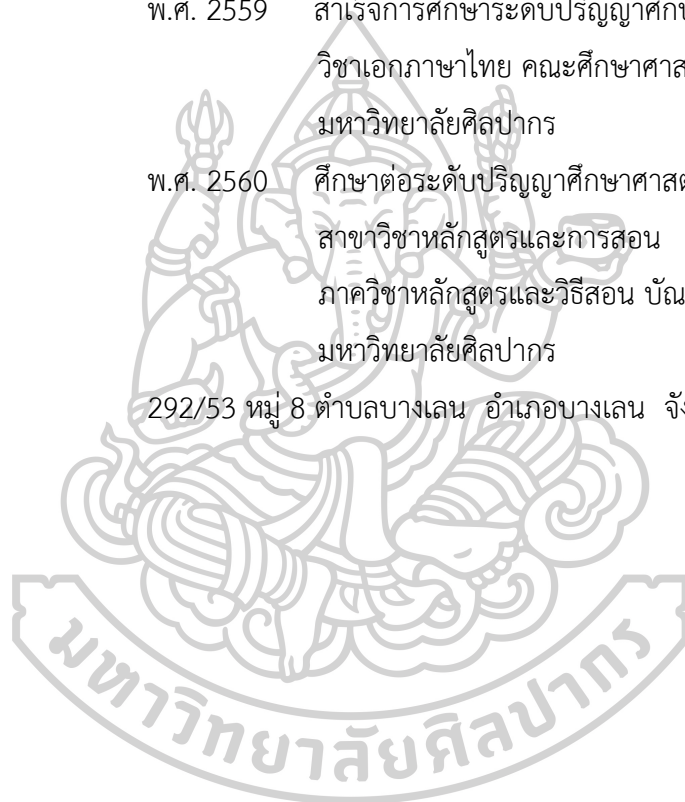 พ.ศ. 2559 สำเร็จการศึกษาระดับปริญญาศึกษ
วิชาเอกภาษาไทย คณะศึกษาศาส
มหาวิทยาลัยศิลปากร
พ.ศ. 2560 ศึกษาต่อระดับปริญญาศึกษาศาสต
สาขาวิชาหลักสูตรและการสอน
ภาควิชาหลักสูตรและวิธีสอน บัณ
มหาวิทยาลัยศิลปากร
292/53 หมู่ 8 ตำบลบางเลน อำเภอบางเลน จัง
มหาวิทยาลัยศิลปากร